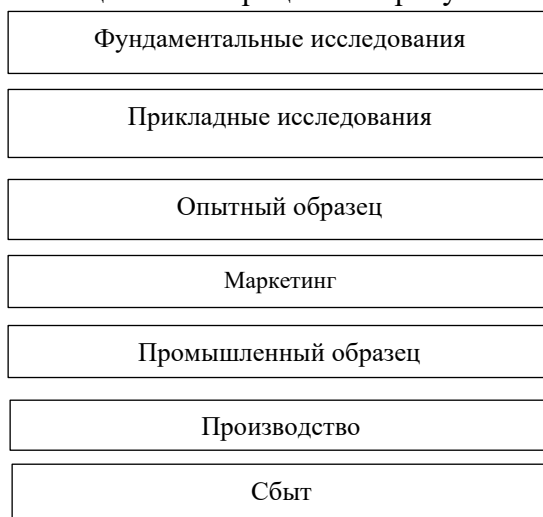 Фундаментальные исследования
Прикладные исследования
Опытный образец
Маркетинг
Промышленный образец
Производство
Сбыт